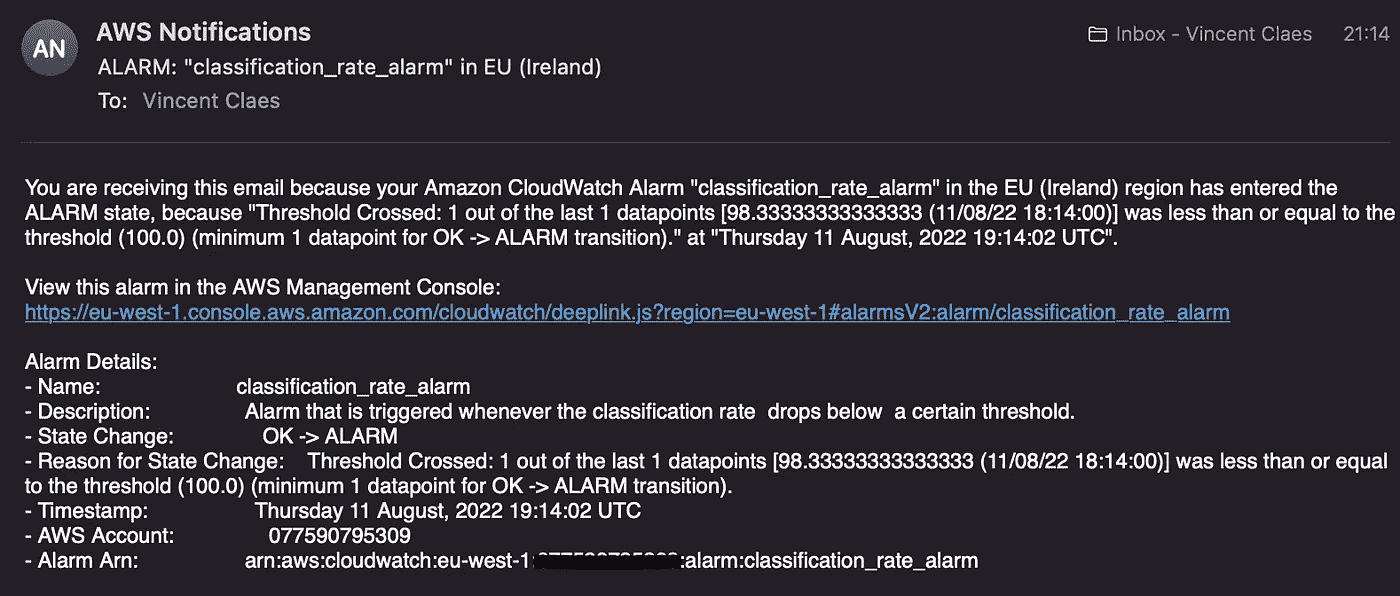 AN
AWS Notifications
Inbox - Vincent Claes
21:14
ALARM: "classification_rate_alarm" in EU (Ireland)
To: Vincent Claes
You are receiving this email because your Amazon CloudWatch Alarm "classification_rate_alarm" in the EU (Ireland) region has entered the
ALARM state, because "Threshold Crossed: 1 out of the last 1 datapoints [98.33333333333333 (11/08/22 18:14:00)] was less than or equal to the
threshold (100.0) (minimum 1 datapoint for OK -> ALARM transition)." at "Thursday 11 August, 2022 19:14:02 UTC".
View this alarm in the AWS Management Console:
https://eu-west-1.console.aws.amazon.com/cloudwatch/deeplink.js?region=eu-west-1#alarmsV2:alarm/classification_rate_alarm
Alarm Details:
- Name: classification_rate_alarm
- Description: Alarm that is triggered whenever the classification rate  drops below  a certain threshold.
- State Change: OK -> ALARM
- Reason for State Change: Threshold Crossed: 1 out of the last 1 datapoints [98.33333333333333 (11/08/22 18:14:00)] was less than or equal
to the threshold (100.0) (minimum 1 datapoint for OK -> ALARM transition).
- Timestamp: Thursday 11 August, 2022 19:14:02 UTC
- AWS Account: 077590795309
- Alarm Arn: arn:aws:cloudwatch:eu-west-1: :alarm:classification_rate_alarm